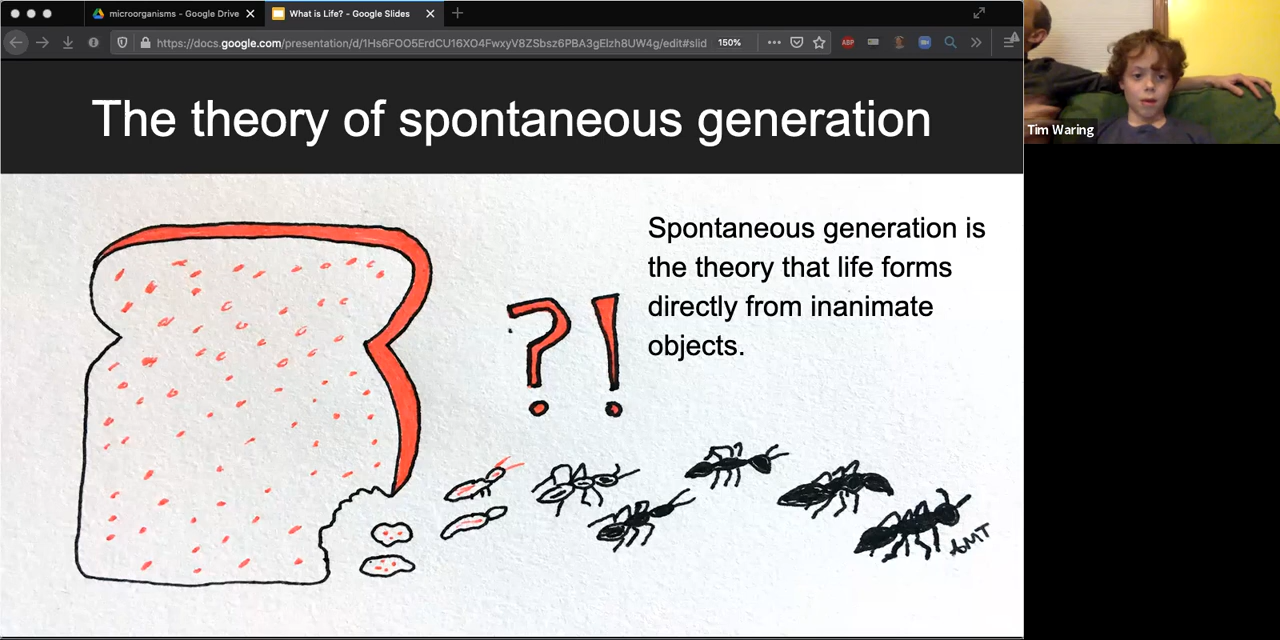 microorganisms - Google Drive
What is Life? - Google Slides
https://docs.google.com/presentation/d/1Hs6FOO5ErdCU16XO4FwxyV8ZSbsz6PBA3gElzh8UW4g/edit#slid
150%
ABP
The theory of spontaneous generation
Tim Waring
Spontaneous generation is
the theory that life forms
directly from inanimate
objects.
?!